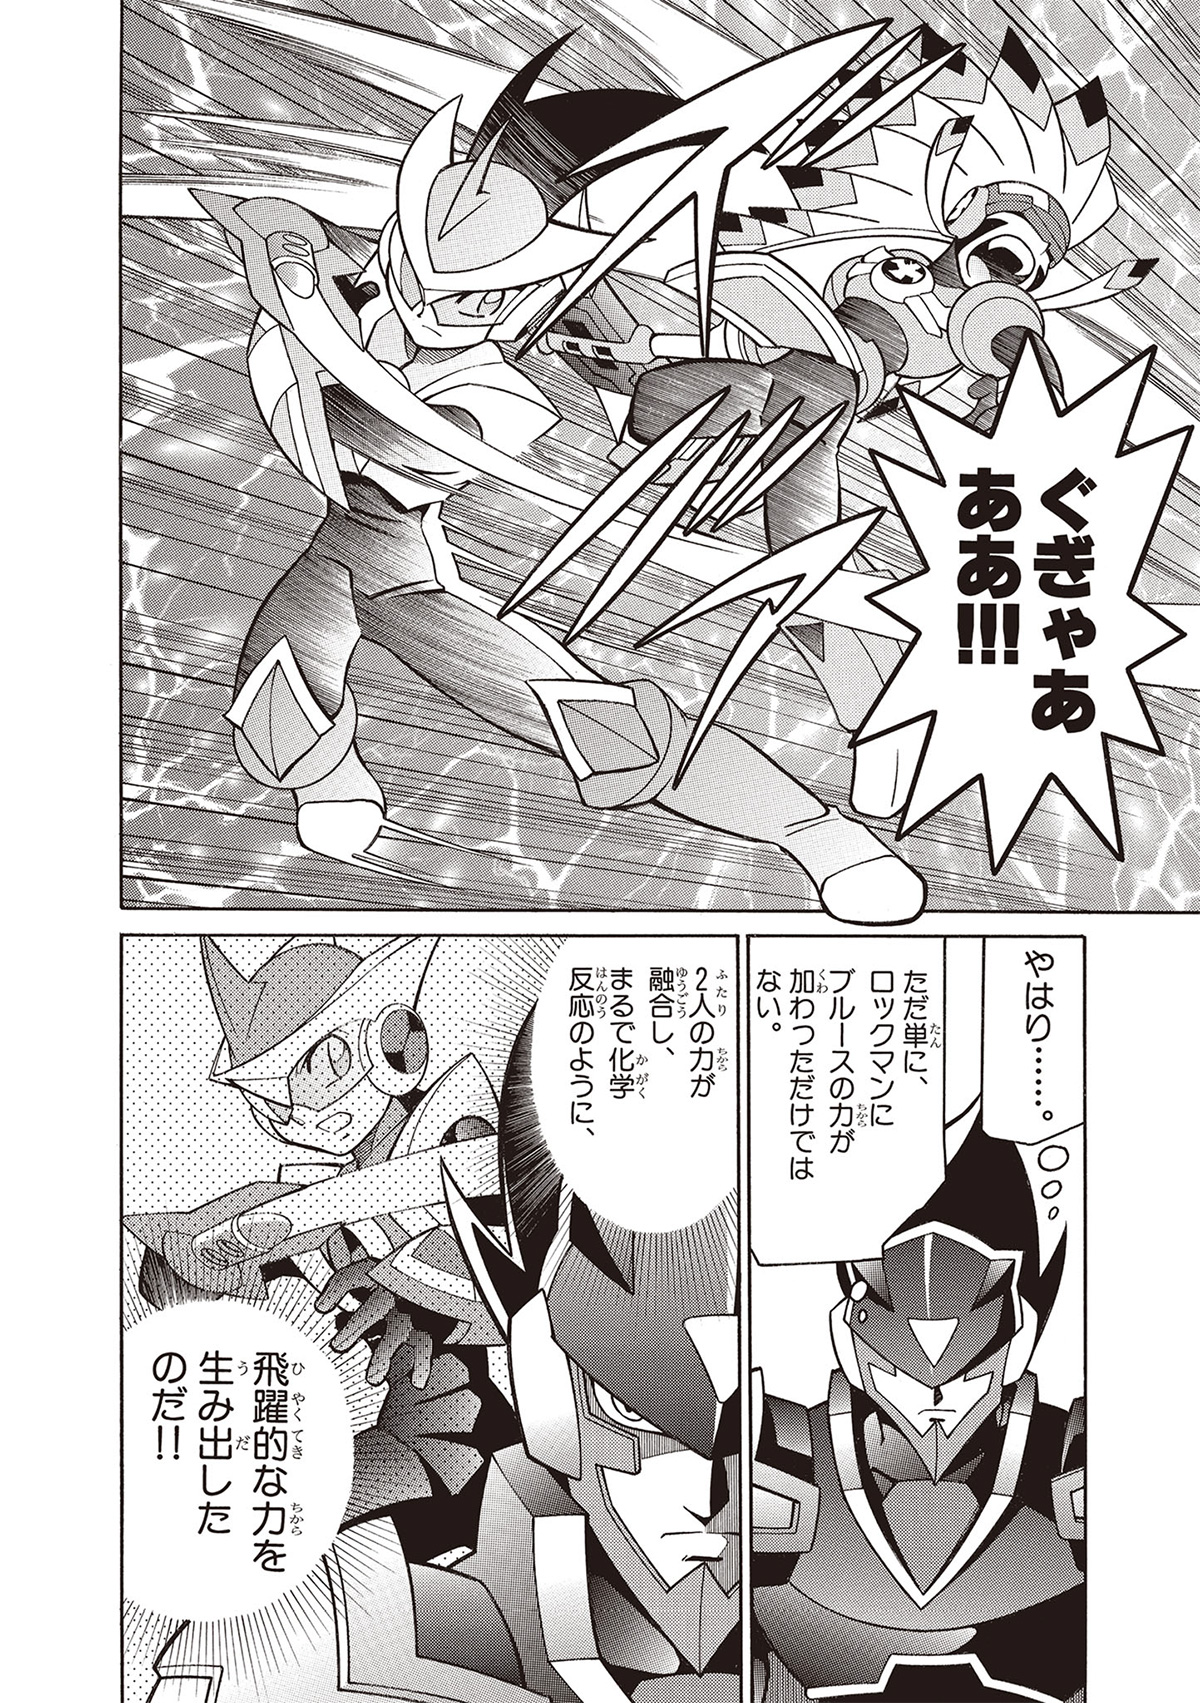 ぐぎゃあ
ああ!!!
やはり……。
ただ単に、
ロックマンに
ブルースの力が
加わっただけでは
ない。
2人の力が
融合し、
まるで化学
反応のように、
飛躍的な力を
生み出した
のだ!!